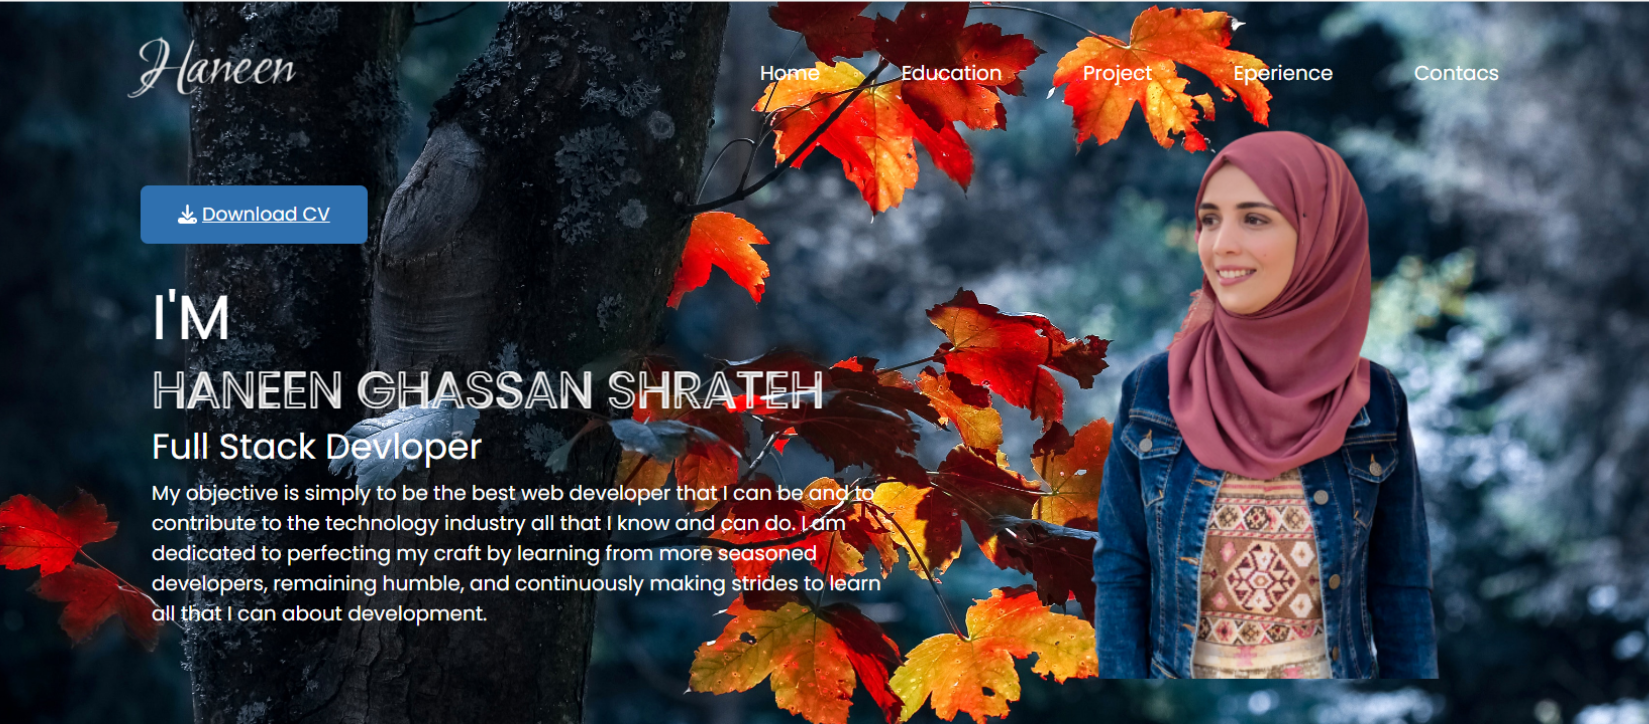 Haneen
Home Education Project Eperience Contacs
Download CV
I'M
HANEEN GHASSAN SHRATEH
Full Stack Devloper
My objective is simply to be the best web developer that I can be and to
contribute to the technology industry all that I know and can do. I am
dedicated to perfecting my craft by learning from more seasoned
developers, remaining humble, and continuously making strides to learn
all that I can about development.